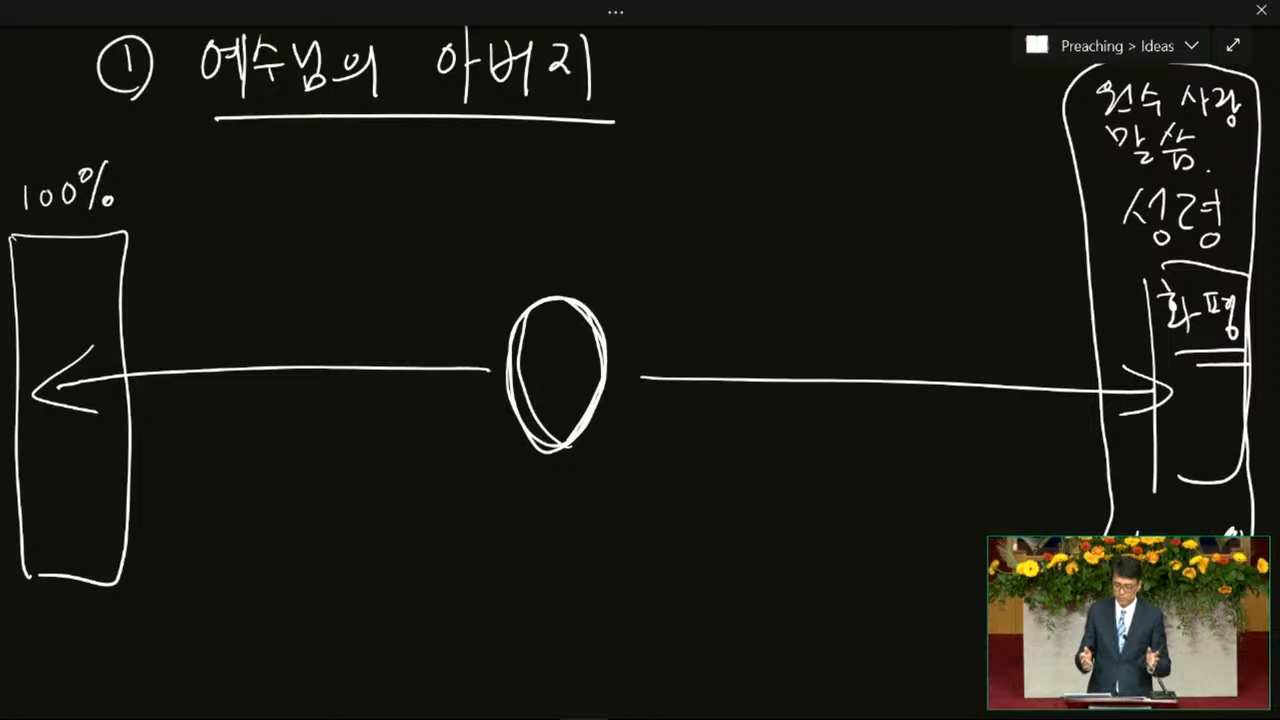 Preaching > Ideas
① 예수님의 아버지
원수 사랑
말씀.
100%
성령
화평